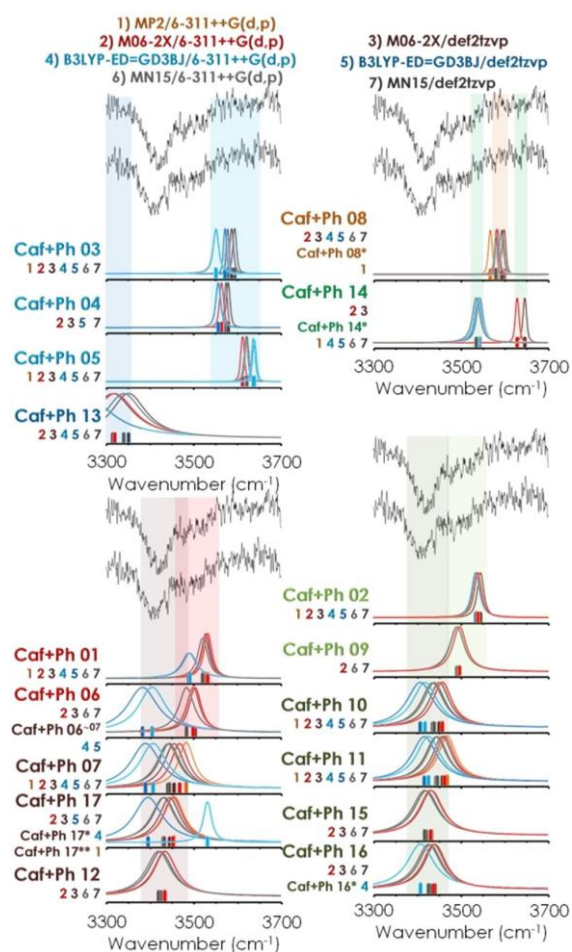 1) MP2/6-311++G(d,p)
2) M06-2X/6-311++G(d,p)
4) B3LYP-ED=GD3BJ/6-311++G(d,p)
6) MN15/6-311++G(d,p)
3) M06-2X/def2tzvp
5) B3LYP-ED=GD3BJ/def2tzvp
7) MN15/def2tzvp
Caf+Ph 03
1 2 3 4 5 6 7
Caf+Ph 04
2 3 5 7
Caf+Ph 05
1 2 3 4 5 6 7
Caf+Ph 13
2 3 4 5 6 7
3300 3500 3700
Wavenumber (cm⁻¹)
Caf+Ph 08
2 3 4 5 6 7
Caf+Ph 08*
1
Caf+Ph 14
2 3
Caf+Ph 14*
1 4 5 6 7
3300 3500 3700
Wavenumber (cm⁻¹)
Caf+Ph 01
1 2 3 4 5 6 7
Caf+Ph 06
2 3 6 7
Caf+Ph 06~07
4 5
Caf+Ph 07
1 2 3 4 5 6 7
Caf+Ph 17
2 3 5 6 7
Caf+Ph 17* 4
Caf+Ph 17** 1
Caf+Ph 12
2 3 6 7
3300 3500 3700
Wavenumber (cm⁻¹)
Caf+Ph 02
1 2 3 4 5 6 7
Caf+Ph 09
2 6 7
Caf+Ph 10
1 2 3 4 5 6 7
Caf+Ph 11
1 2 3 4 5 6 7
Caf+Ph 15
2 3 6 7
Caf+Ph 16
2 3 6 7
Caf+Ph 16* 4
3300 3500 3700
Wavenumber (cm⁻¹)